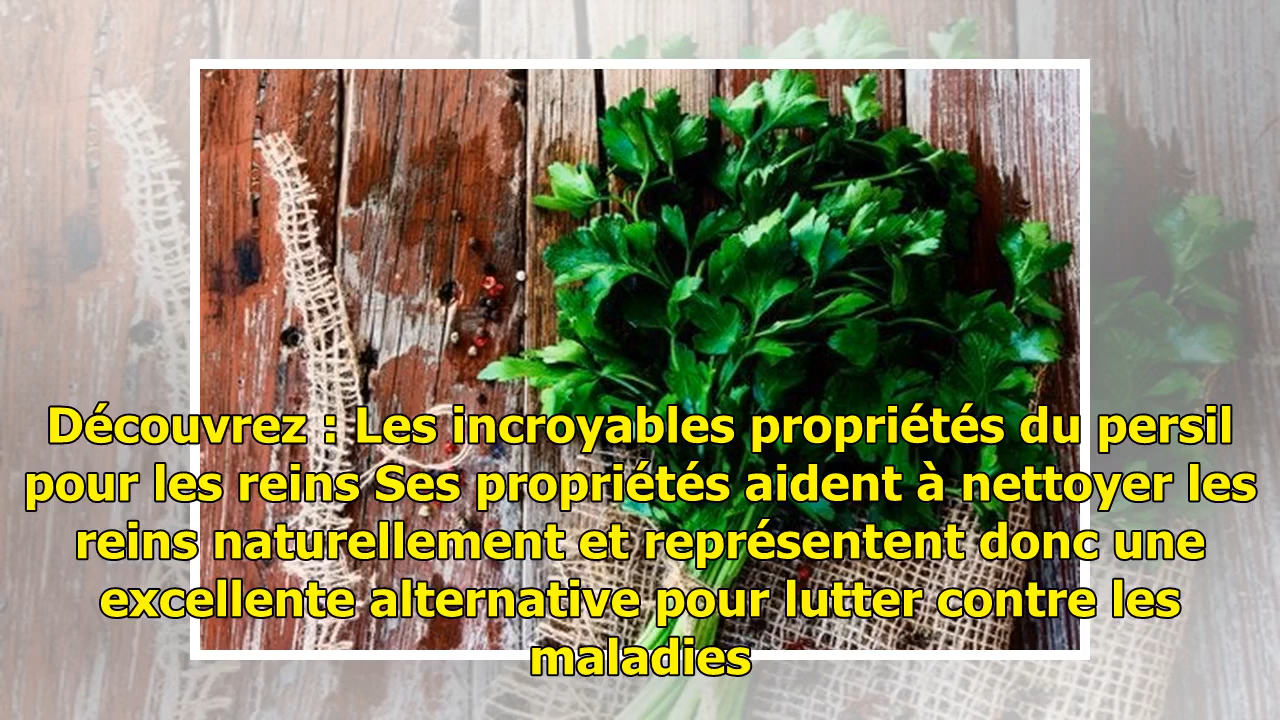 Découvrez : Les incroyables propriétés du persil
pour les reins Ses propriétés aident à nettoyer les
reins naturellement et représentent donc une
excellente alternative pour lutter contre les
maladies